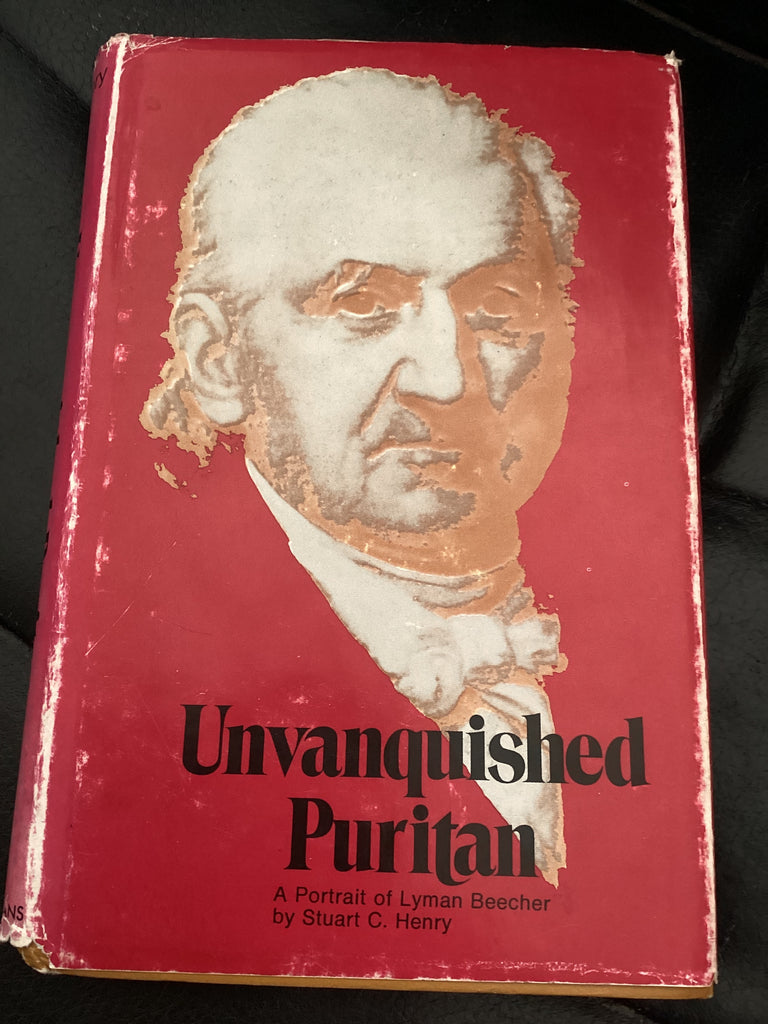 Unvanquished
Puritan
A Portrait of Lyman Beecher
by Stuart C. Henry